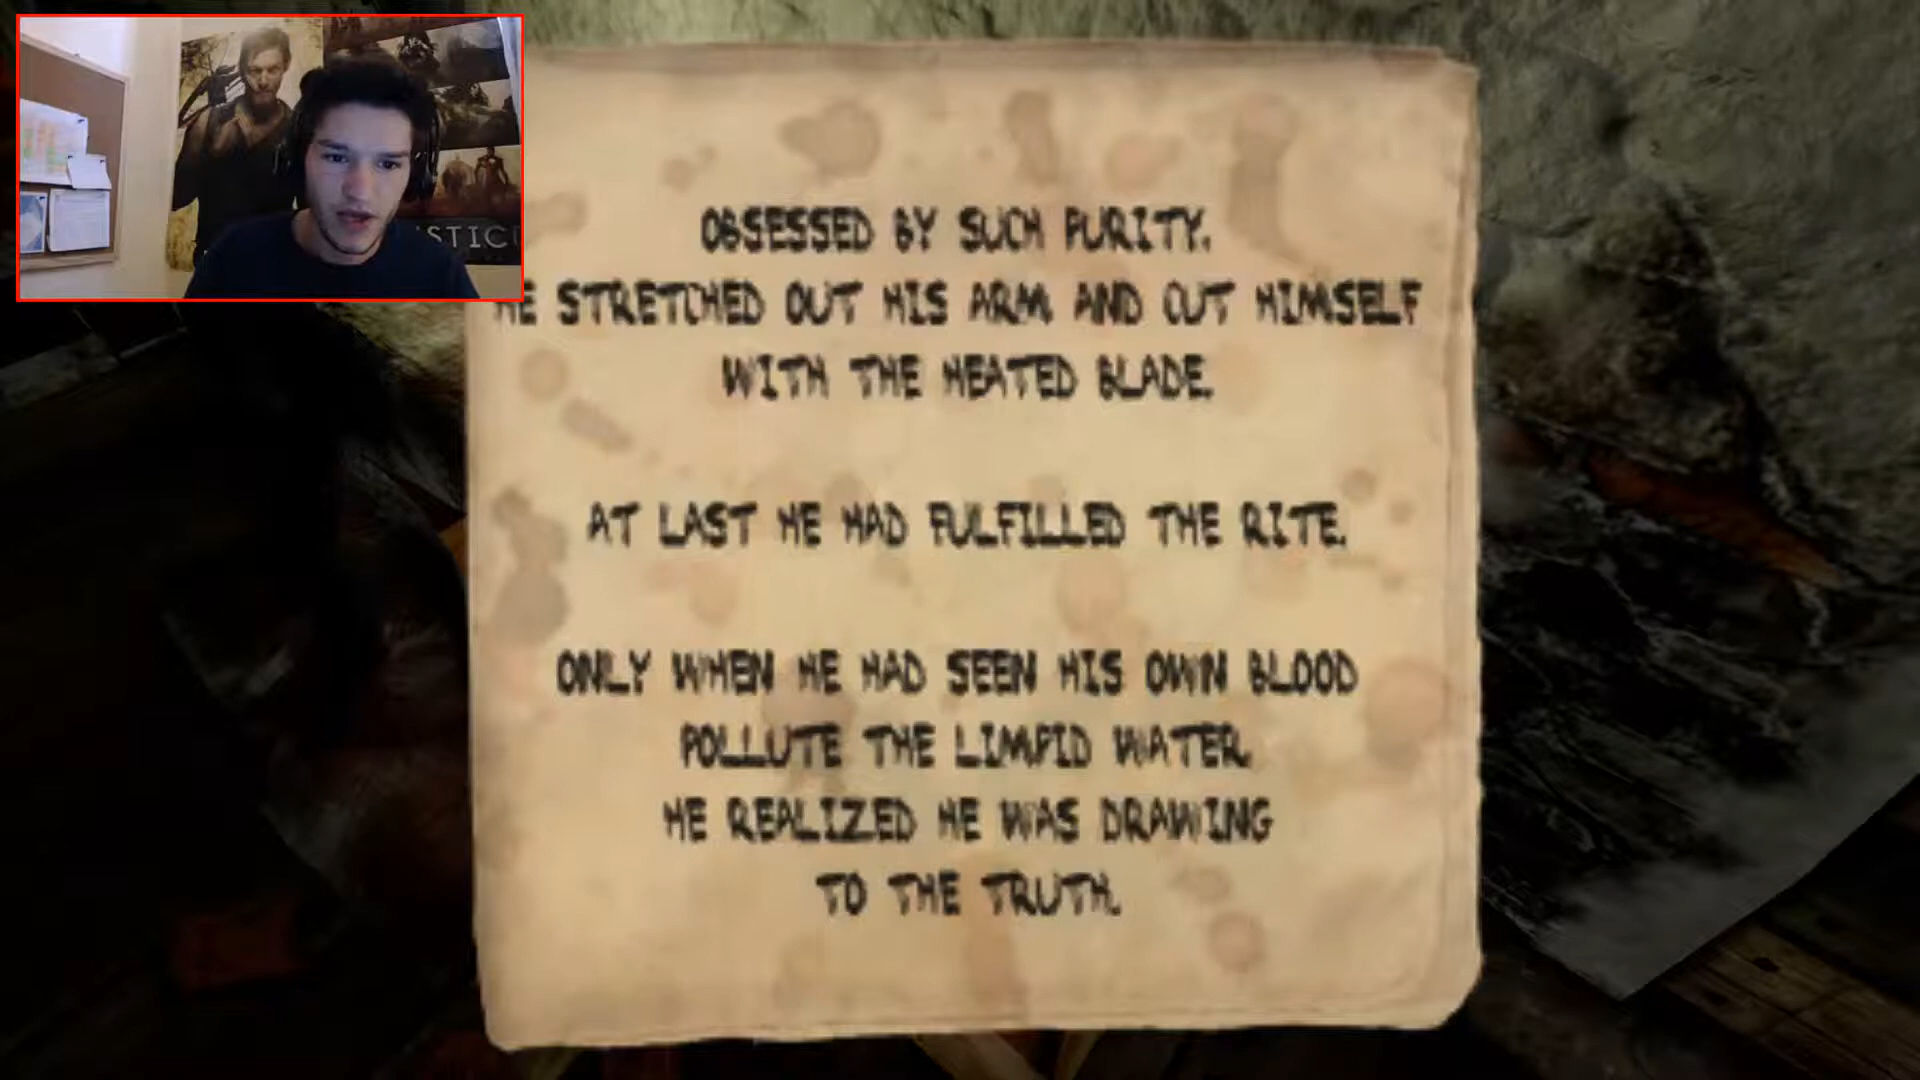 STIC
OBSESSED BY SUCH PURITY,
HE STRETCHED OUT HIS ARM AND CUT HIMSELF
WITH THE HEATED BLADE.
AT LAST HE HAD FULFILLED THE RITE.
ONLY WHEN HE HAD SEEN HIS OWN BLOOD
POLLUTE THE LIMPID WATER,
HE REALIZED HE WAS DRAWING
TO THE TRUTH.